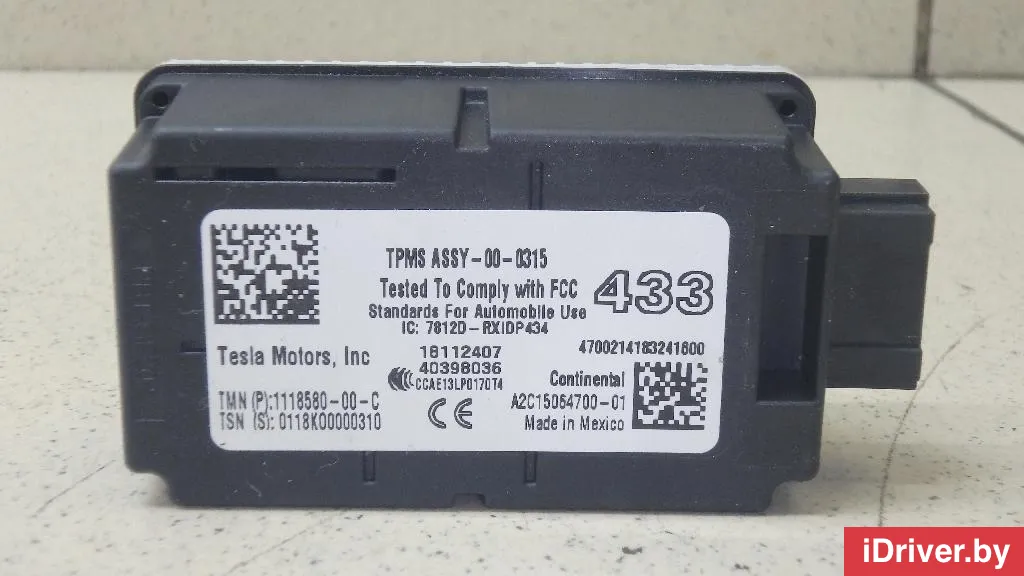 TPMS ASSY-00-0315
Tested To Comply with FCC
433
Standards For Automobile Use
IC: 7812D-RXIDP434
Tesla Motors, Inc
18112407
40398036
CCAE13LP0170T4
4700214183241600
Continental
TMN (P):1118580-00-C
TSN (S): 0118K00000310
CE
A2C15064700-01
Made in Mexico
iDriver.by